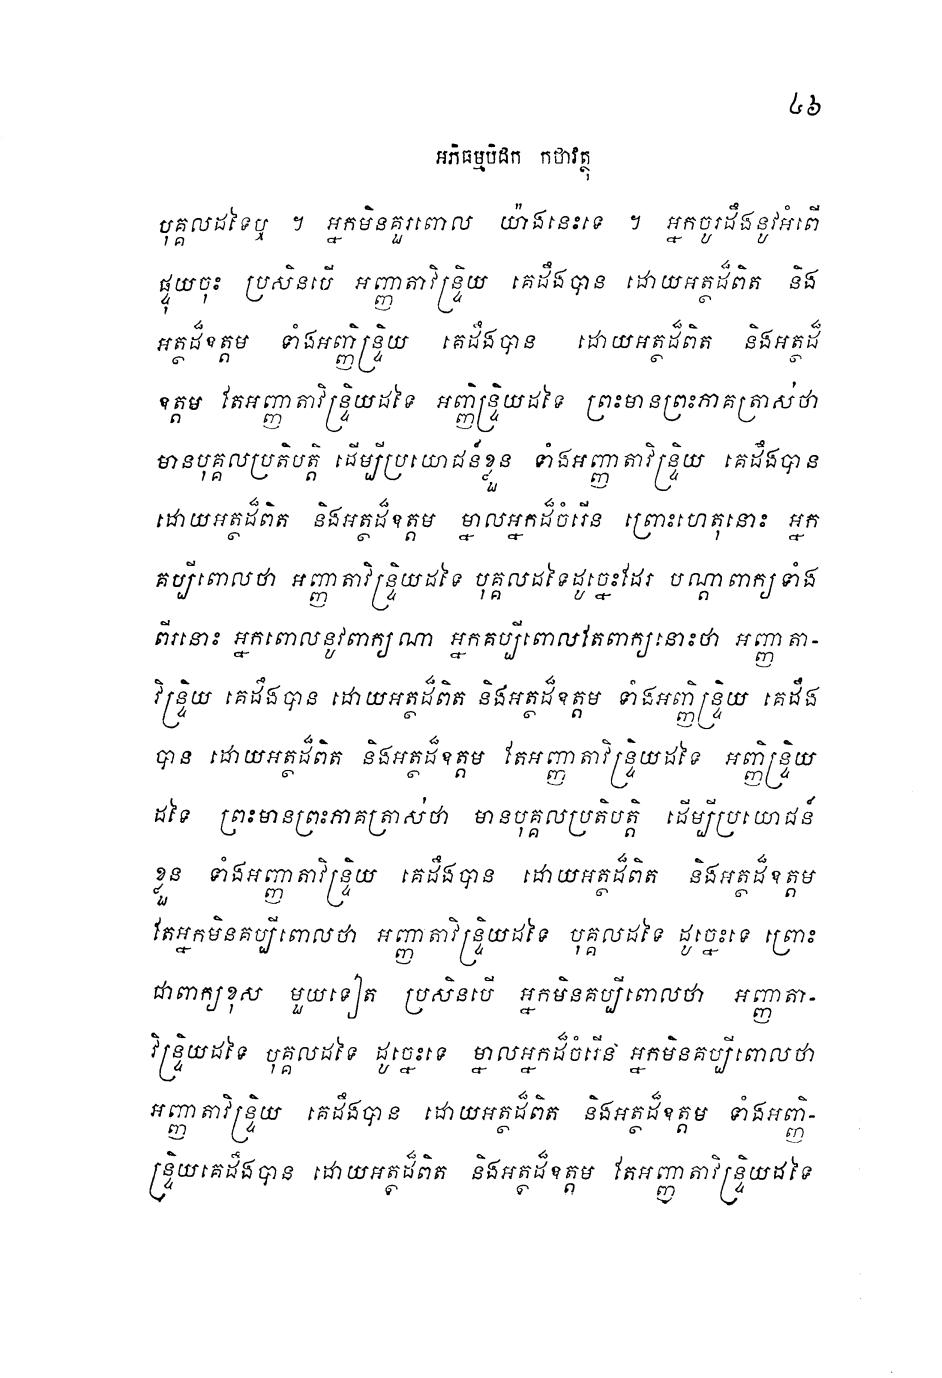 ៤៦
អភិធម្មបិដក កថាវត្ថុ
បុគ្គលដទៃឬ ។ អ្នកមិនគួរពោល យ៉ាងនេះទេ ។ អ្នកចូរដឹងនូវអំពើ
ផ្ទុយចុះ ប្រសិនបើ អញ្ញាតាវិន្ទ្រិយ គេដឹងបាន ដោយអត្ថដ៏ពិត និង
អត្ថដ៏ឧត្តម ទាំងអញ្ញិន្ទ្រិយ គេដឹងបាន ដោយអត្ថដ៏ពិត និងអត្ថដ៏
ឧត្តម តែអញ្ញាតាវិន្ទ្រិយដទៃ អញ្ញិន្ទ្រិយដទៃ ព្រះមានព្រះភាគត្រាស់ថា
មានបុគ្គលប្រតិបត្តិ ដើម្បីប្រយោជន៍ខ្លួន ទាំងអញ្ញាតាវិន្ទ្រិយ គេដឹងបាន
ដោយអត្ថដ៏ពិត និងអត្ថដ៏ឧត្តម ម្នាលអ្នកដ៏ចំរើន ព្រោះហេតុនោះ អ្នក
គប្បីពោលថា អញ្ញាតាវិន្ទ្រិយដទៃ បុគ្គលដទៃដូច្នេះដែរ បណ្តាពាក្យទាំង
ពីរនោះ អ្នកពោលនូវពាក្យណា អ្នកគប្បីពោលតែពាក្យនោះថា អញ្ញាតា-
វិន្ទ្រិយ គេដឹងបាន ដោយអត្ថដ៏ពិត និងអត្ថដ៏ឧត្តម ទាំងអញ្ញិន្ទ្រិយ គេដឹង
បាន ដោយអត្ថដ៏ពិត និងអត្ថដ៏ឧត្តម តែអញ្ញាតាវិន្ទ្រិយដទៃ អញ្ញិន្ទ្រិយ
ដទៃ ព្រះមានព្រះភាគត្រាស់ថា មានបុគ្គលប្រតិបត្តិ ដើម្បីប្រយោជន៍
ខ្លួន ទាំងអញ្ញាតាវិន្ទ្រិយ គេដឹងបាន ដោយអត្ថដ៏ពិត និងអត្ថដ៏ឧត្តម
តែអ្នកមិនគប្បីពោលថា អញ្ញាតាវិន្ទ្រិយដទៃ បុគ្គលដទៃ ដូច្នេះទេ ព្រោះ
ជាពាក្យខុស មួយទៀត ប្រសិនបើ អ្នកមិនគប្បីពោលថា អញ្ញាតា-
វិន្ទ្រិយដទៃ បុគ្គលដទៃ ដូច្នេះទេ ម្នាលអ្នកដ៏ចំរើន អ្នកមិនគប្បីពោលថា
អញ្ញាតាវិន្ទ្រិយ គេដឹងបាន ដោយអត្ថដ៏ពិត និងអត្ថដ៏ឧត្តម ទាំងអញ្ញិ-
ន្ទ្រិយគេដឹងបាន ដោយអត្ថដ៏ពិត និងអត្ថដ៏ឧត្តម តែអញ្ញាតាវិន្ទ្រិយដទៃ